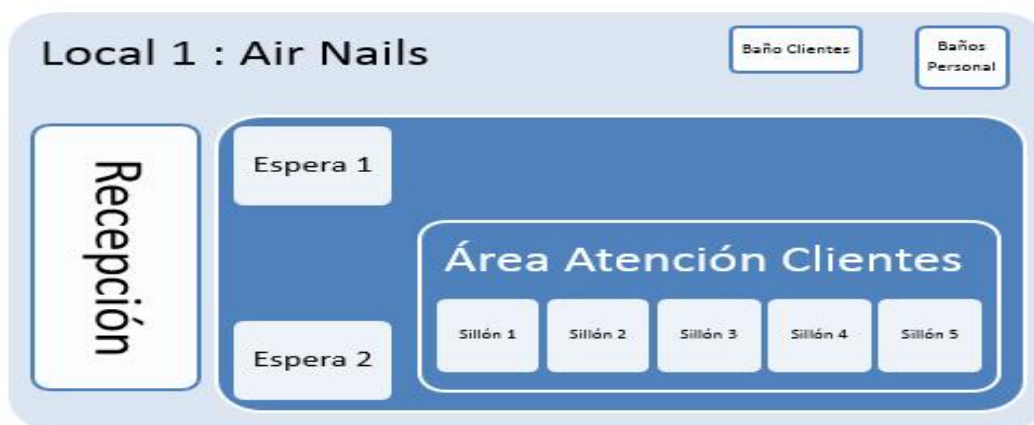 Local 1 : Air Nails
Baño Clientes
Baños
Personal
Recepción
Espera 1
Espera 2
Área Atención Clientes
Sillón 1
Sillón 2
Sillón 3
Sillón 4
Sillón 5